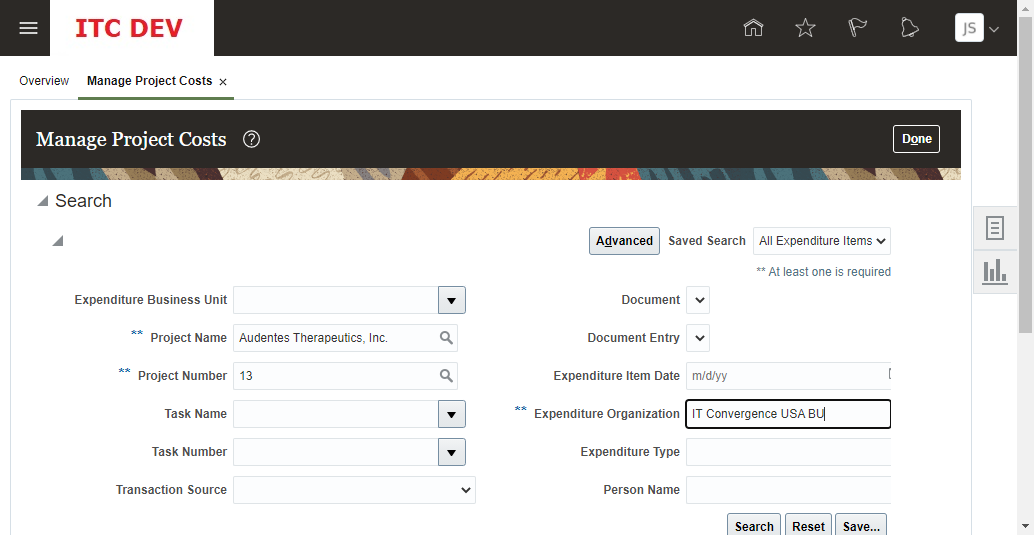 ITC DEV
JS
Overview
Manage Project Costs ×
Manage Project Costs ?
Done
Search
Advanced Saved Search All Expenditure Items
** At least one is required
Expenditure Business Unit
Document
** Project Name Audentes Therapeutics, Inc.
Document Entry
** Project Number 13
Expenditure Item Date m/d/yy
Task Name
** Expenditure Organization IT Convergence USA BU
Task Number
Expenditure Type
Transaction Source
Person Name
Search Reset Save...